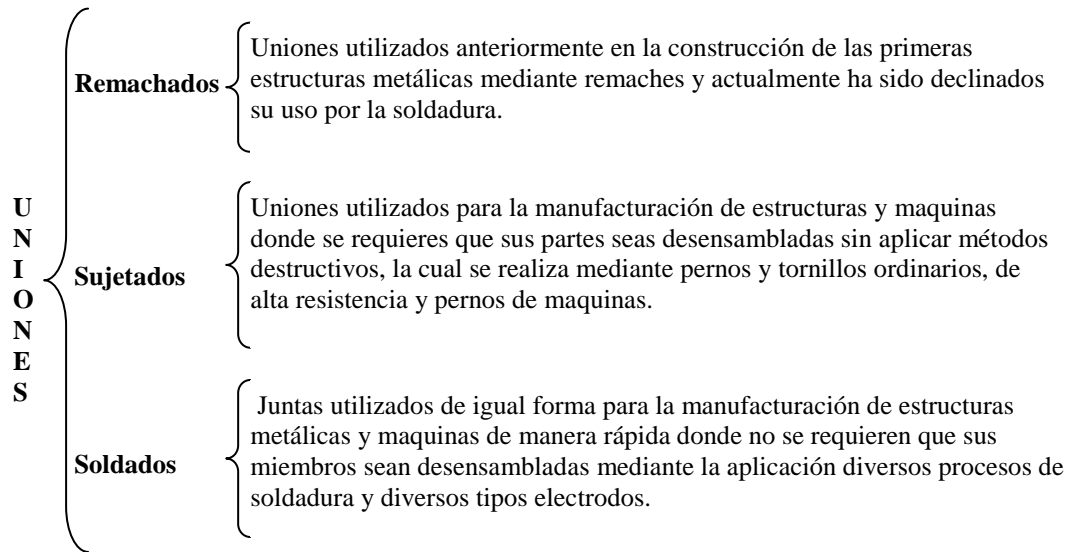 Remachados
Uniones utilizados anteriormente en la construcción de las primeras
estructuras metálicas mediante remaches y actualmente ha sido declinados
su uso por la soldadura.
UNIONES
Sujetados
Uniones utilizados para la manufacturación de estructuras y maquinas
donde se requieres que sus partes seas desensambladas sin aplicar métodos
destructivos, la cual se realiza mediante pernos y tornillos ordinarios, de
alta resistencia y pernos de maquinas.
Soldados
Juntas utilizados de igual forma para la manufacturación de estructuras
metálicas y maquinas de manera rápida donde no se requieren que sus
miembros sean desensambladas mediante la aplicación diversos procesos de
soldadura y diversos tipos electrodos.